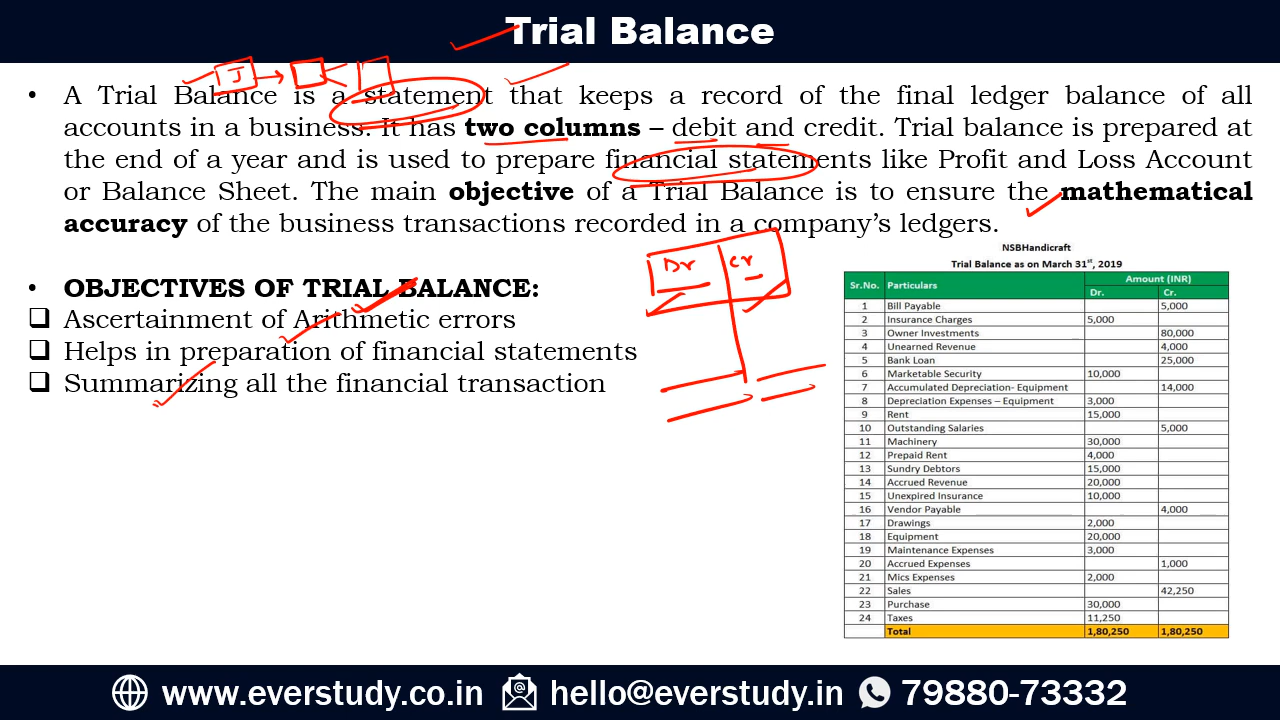 Trial Balance
J
• A Trial Balance is a statement that keeps a record of the final ledger balance of all
accounts in a business. It has two columns – debit and credit. Trial balance is prepared at
the end of a year and is used to prepare financial statements like Profit and Loss Account
or Balance Sheet. The main objective of a Trial Balance is to ensure the mathematical
accuracy of the business transactions recorded in a company’s ledgers.
• OBJECTIVES OF TRIAL BALANCE:
❑ Ascertainment of Arithmetic errors
❑ Helps in preparation of financial statements
❑ Summarizing all the financial transaction
Dr Cr
NSBHandicraft
Trial Balance as on March 31st, 2019
Sr.No. Particulars Amount (INR)
Dr. Cr.
1 Bill Payable 5,000
2 Insurance Charges 5,000
3 Owner Investments 80,000
4 Unearned Revenue 4,000
5 Bank Loan 25,000
6 Marketable Security 10,000
7 Accumulated Depreciation- Equipment 14,000
8 Depreciation Expenses – Equipment 3,000
9 Rent 15,000
10 Outstanding Salaries 5,000
11 Machinery 30,000
12 Prepaid Rent 4,000
13 Sundry Debtors 15,000
14 Accrued Revenue 20,000
15 Unexpired Insurance 10,000
16 Vendor Payable 4,000
17 Drawings 2,000
18 Equipment 20,000
19 Maintenance Expenses 3,000
20 Accrued Expenses 1,000
21 Mics Expenses 2,000
22 Sales 42,250
23 Purchase 30,000
24 Taxes 11,250
Total 1,80,250 1,80,250
www.everstudy.co.in hello@everstudy.in 79880-73332